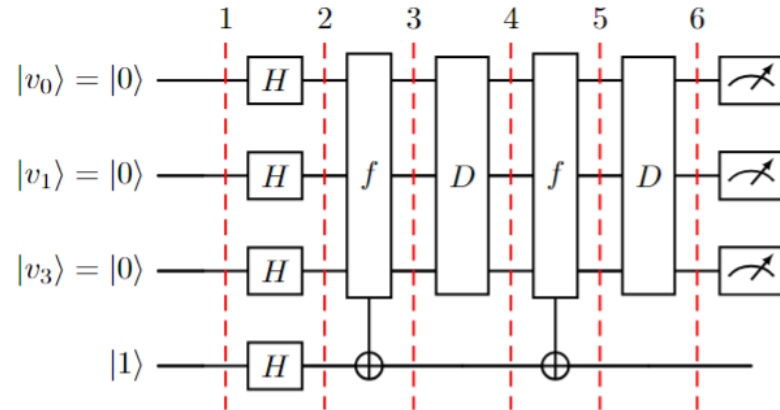 1 2 3 4 5 6
|v₀⟩ = |0⟩ H f D f D
|v₁⟩ = |0⟩ H
|v₃⟩ = |0⟩ H
|1⟩ H